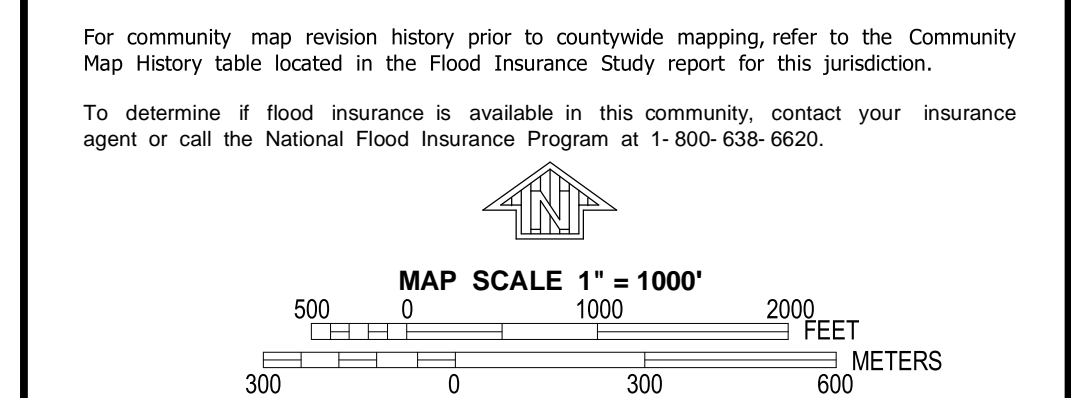 For community map revision history prior to countywide mapping, refer to the Community
Map History table located in the Flood Insurance Study report for this jurisdiction.
To determine if flood insurance is available in this community, contact your insurance
agent or call the National Flood Insurance Program at 1- 800- 638- 6620.
N
MAP SCALE 1" = 1000'
500 0 1000 2000
FEET
METERS
300 0 300 600